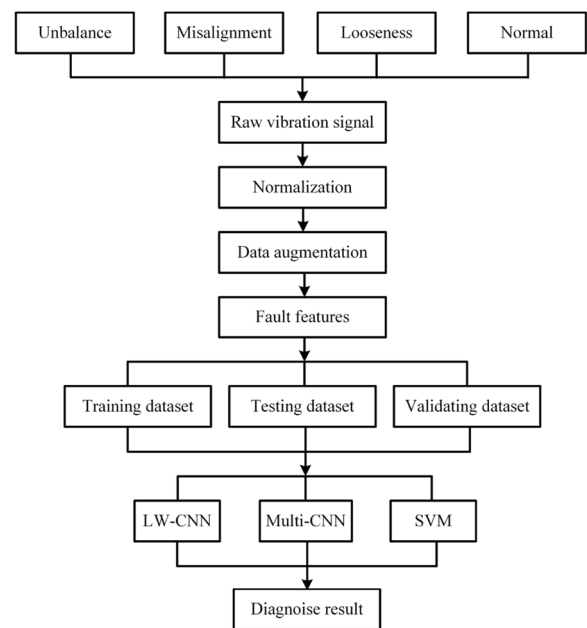 Unbalance
Misalignment
Looseness
Normal
Raw vibration signal
Normalization
Data augmentation
Fault features
Training dataset
Testing dataset
Validating dataset
LW-CNN
Multi-CNN
SVM
Diagnoise result